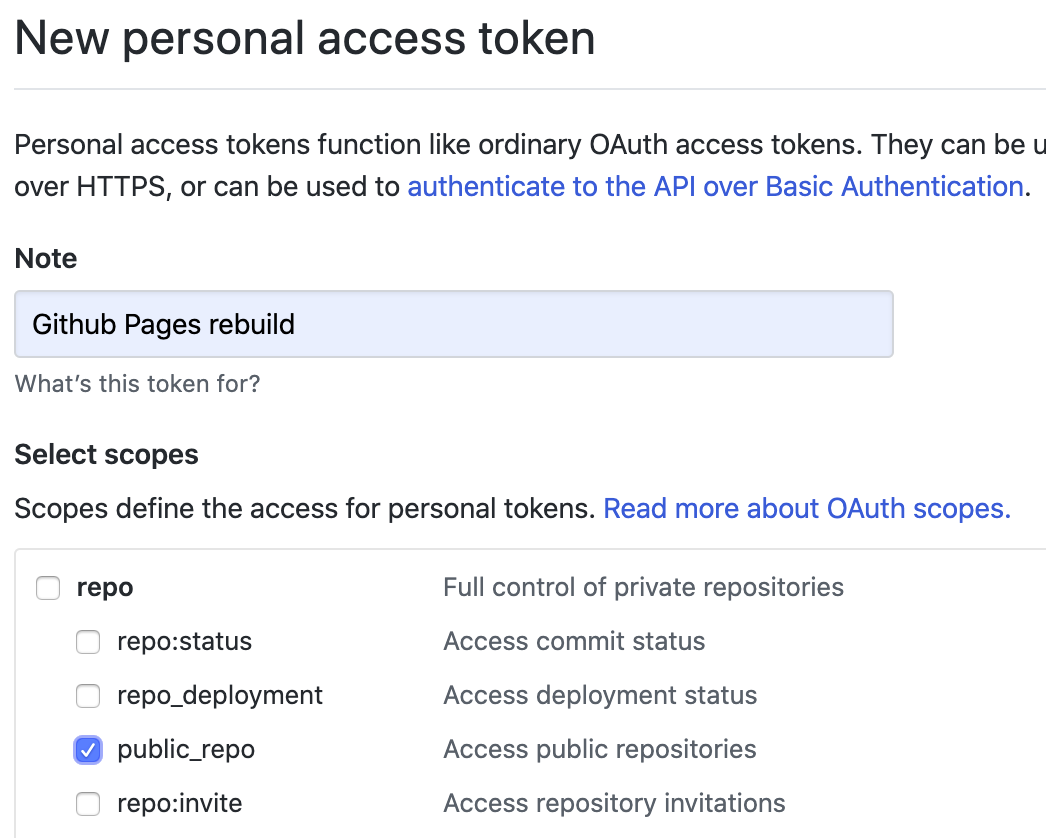 New personal access token
Personal access tokens function like ordinary OAuth access tokens. They can be
over HTTPS, or can be used to authenticate to the API over Basic Authentication.
Note
Github Pages rebuild
What’s this token for?
Select scopes
Scopes define the access for personal tokens. Read more about OAuth scopes.
repo Full control of private repositories
repo:status Access commit status
repo_deployment Access deployment status
public_repo Access public repositories
repo:invite Access repository invitations